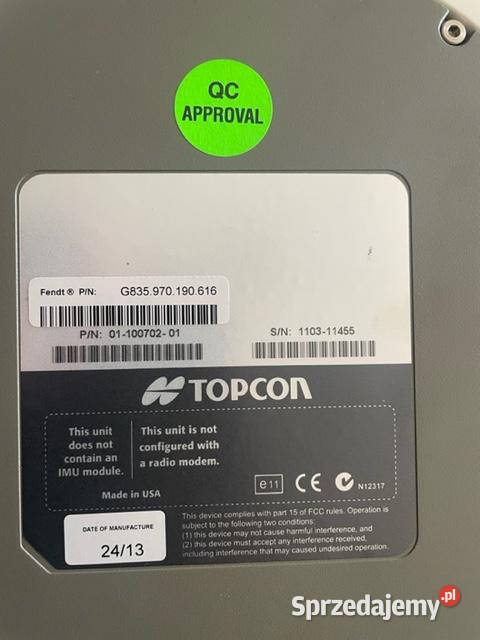 QC
APPROVAL
Fendt ® P/N: G835.970.190.616
P/N: 01-100702-01
S/N: 1103-11455
TOPCON
This unit
does not
contain an
IMU module.
This unit is not
configured with
a radio modem.
Made in USA
e11 CE N12317
DATE OF MANUFACTURE
24/13
This device complies with part 15 of FCC rules. Operation is
subject to the following two conditions:
(1) this device may not cause harmful interference, and
(2) this device must accept any interference received,
including interference that may caused undesired operation.
Sprzedajemy.pl